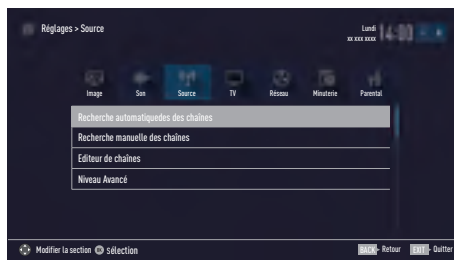 Réglages > Source
Lundi
xx xxx xxxx
14:00
Image Son Source TV Réseau Minuterie Parental
Recherche automatiquedes des chaînes
Recherche manuelle des chaînes
Editeur de chaînes
Niveau Avancé
Modifier la section OK sélection BACK - Retour EXIT - Quitter